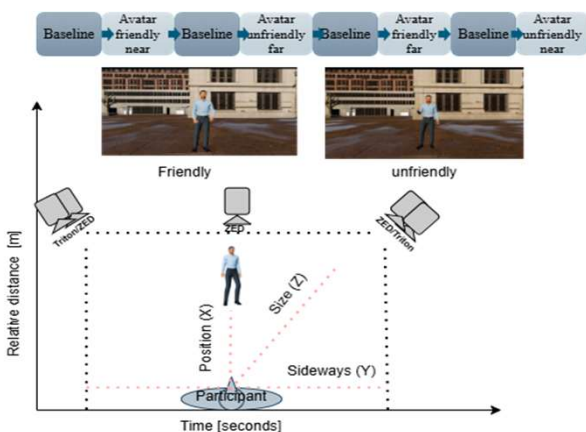 Baseline
Avatar
friendly
near
Baseline
Avatar
unfriendly
far
Baseline
Avatar
friendly
far
Baseline
Avatar
unfriendly
near
Friendly
unfriendly
Triton/ZED
ZED
ZED/Triton
Relative distance [m]
Position (X)
Size (Z)
Sideways (Y)
Participant
Time [seconds]